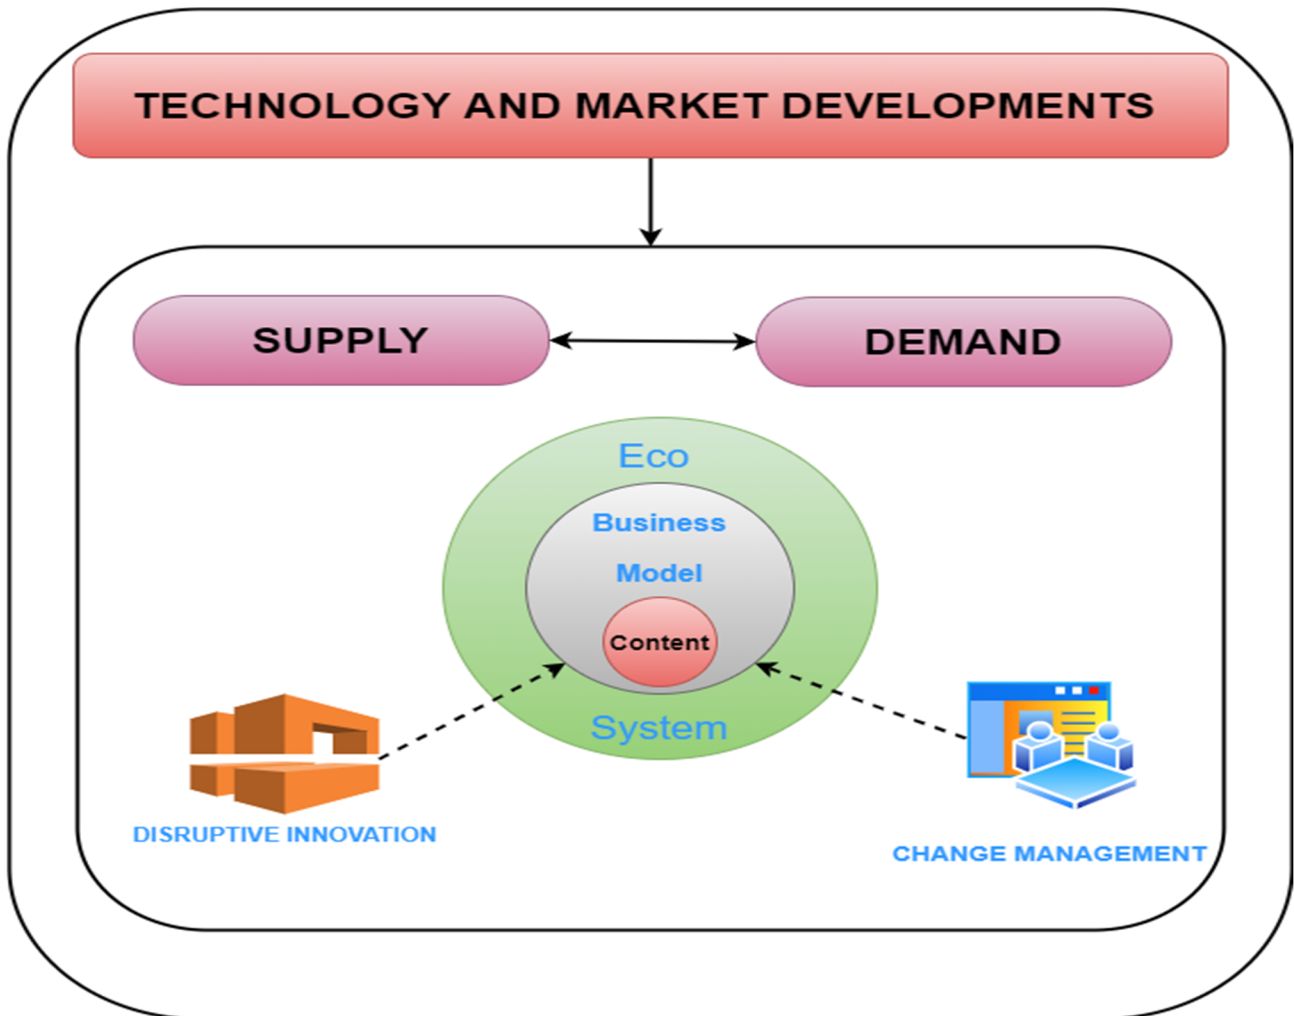 TECHNOLOGY AND MARKET DEVELOPMENTS
SUPPLY
DEMAND
Eco
Business
Model
Content
System
DISRUPTIVE INNOVATION
CHANGE MANAGEMENT